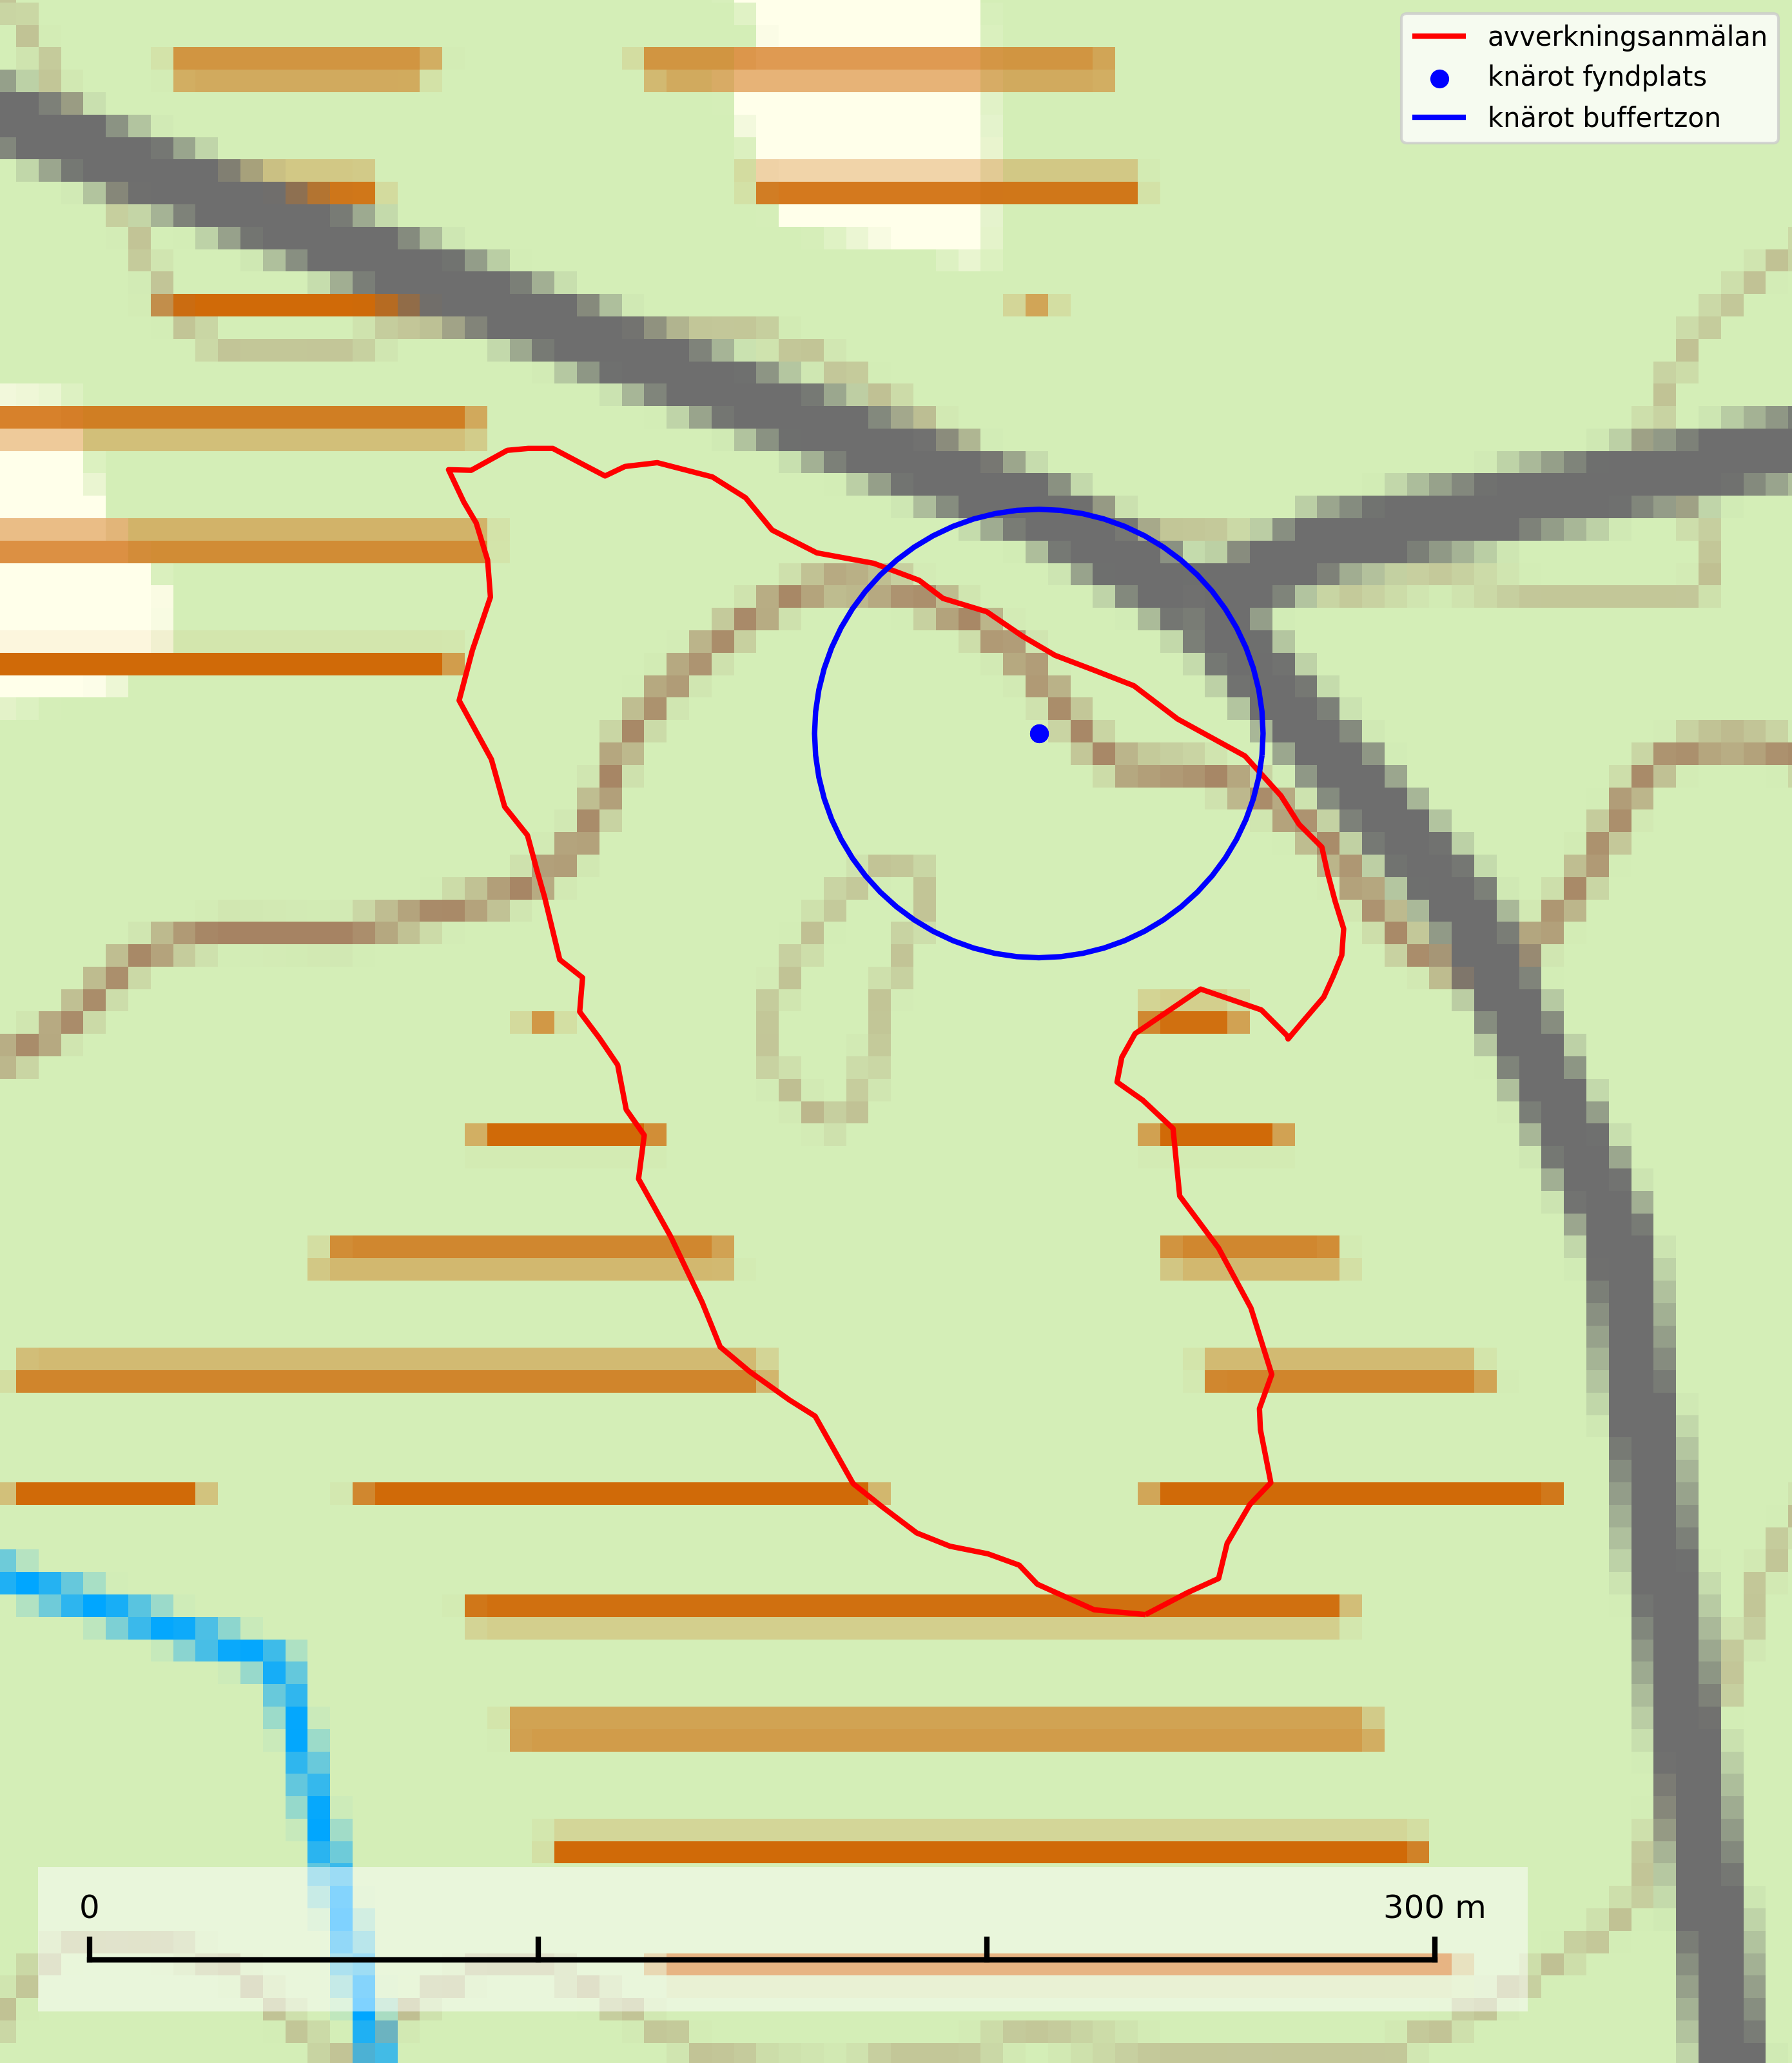 avverkningsanmälan
knärot fyndplats
knärot buffertzon
0 300 m